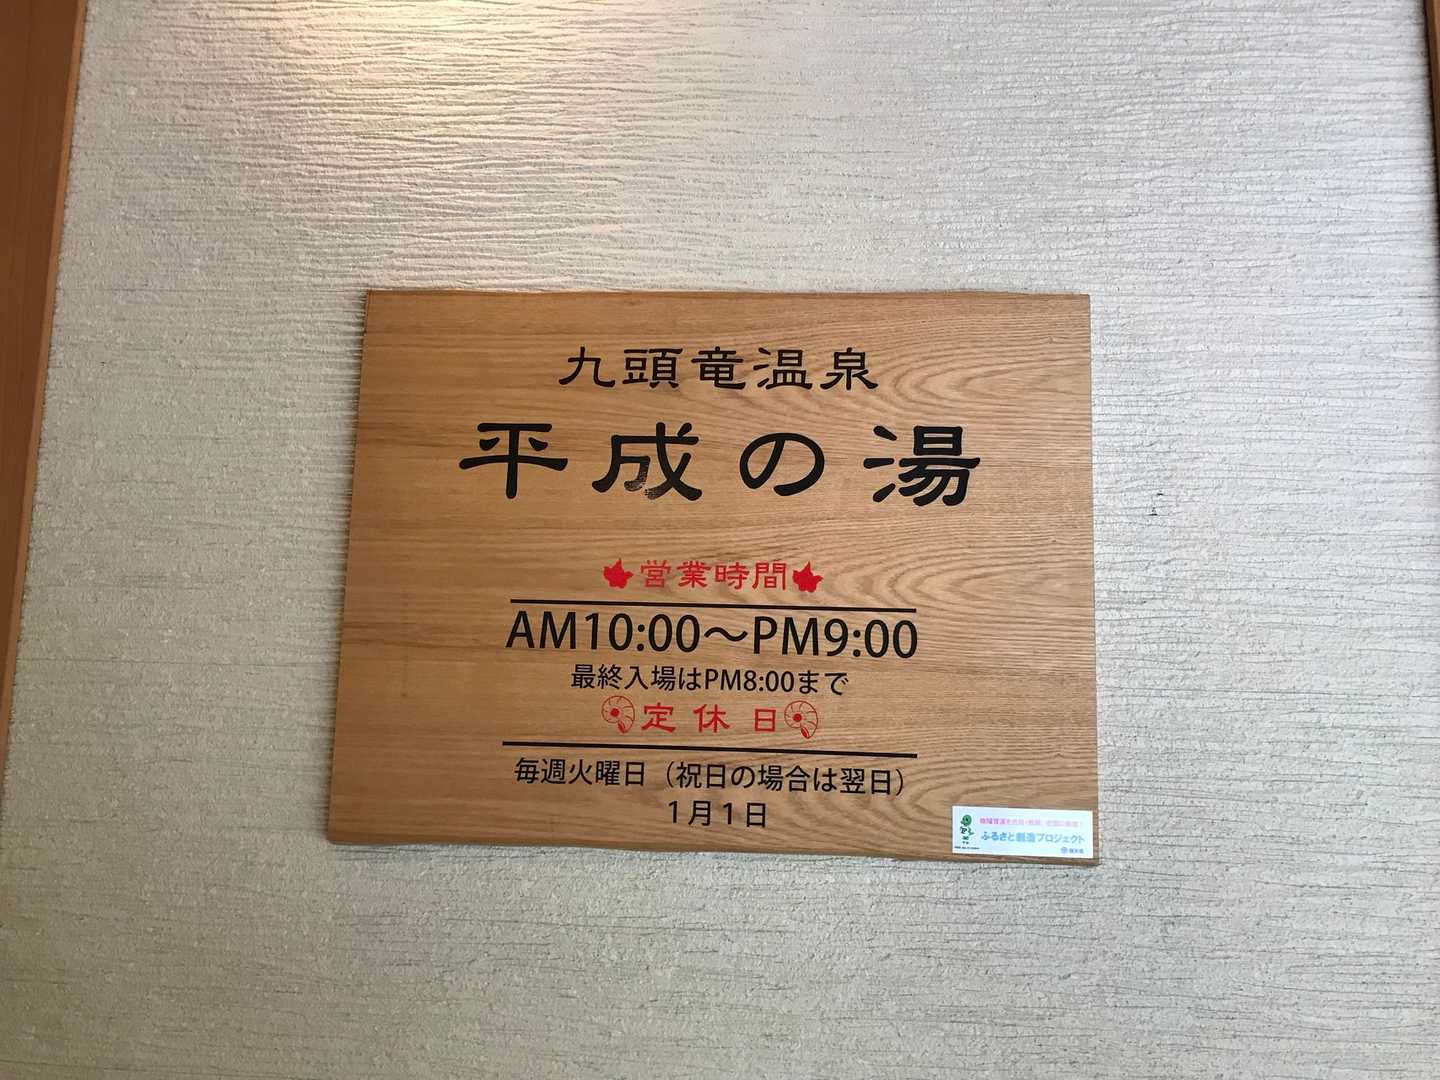 九頭竜温泉
平成の湯
営業時間
AM10:00～PM9:00
最終入場はPM8:00まで
定休日
毎週火曜日（祝日の場合は翌日）
1月1日
ふるさと創造プロジェクト